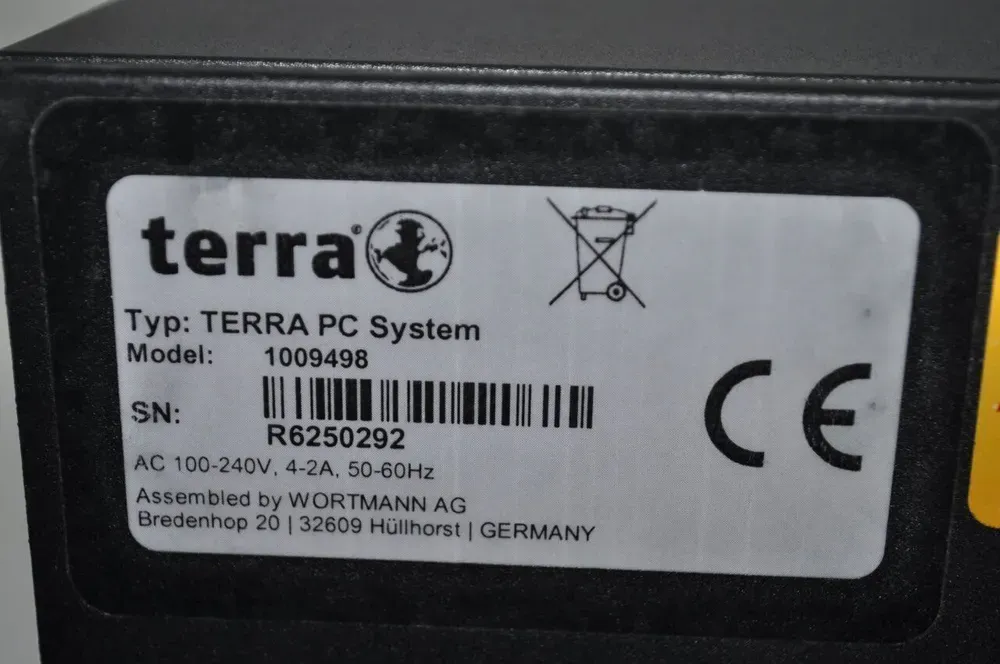 terra®
Typ: TERRA PC System
Model: 1009498
SN:
R6250292
AC 100-240V, 4-2A, 50-60Hz
Assembled by WORTMANN AG
Bredenhop 20 | 32609 Hüllhorst | GERMANY
CE